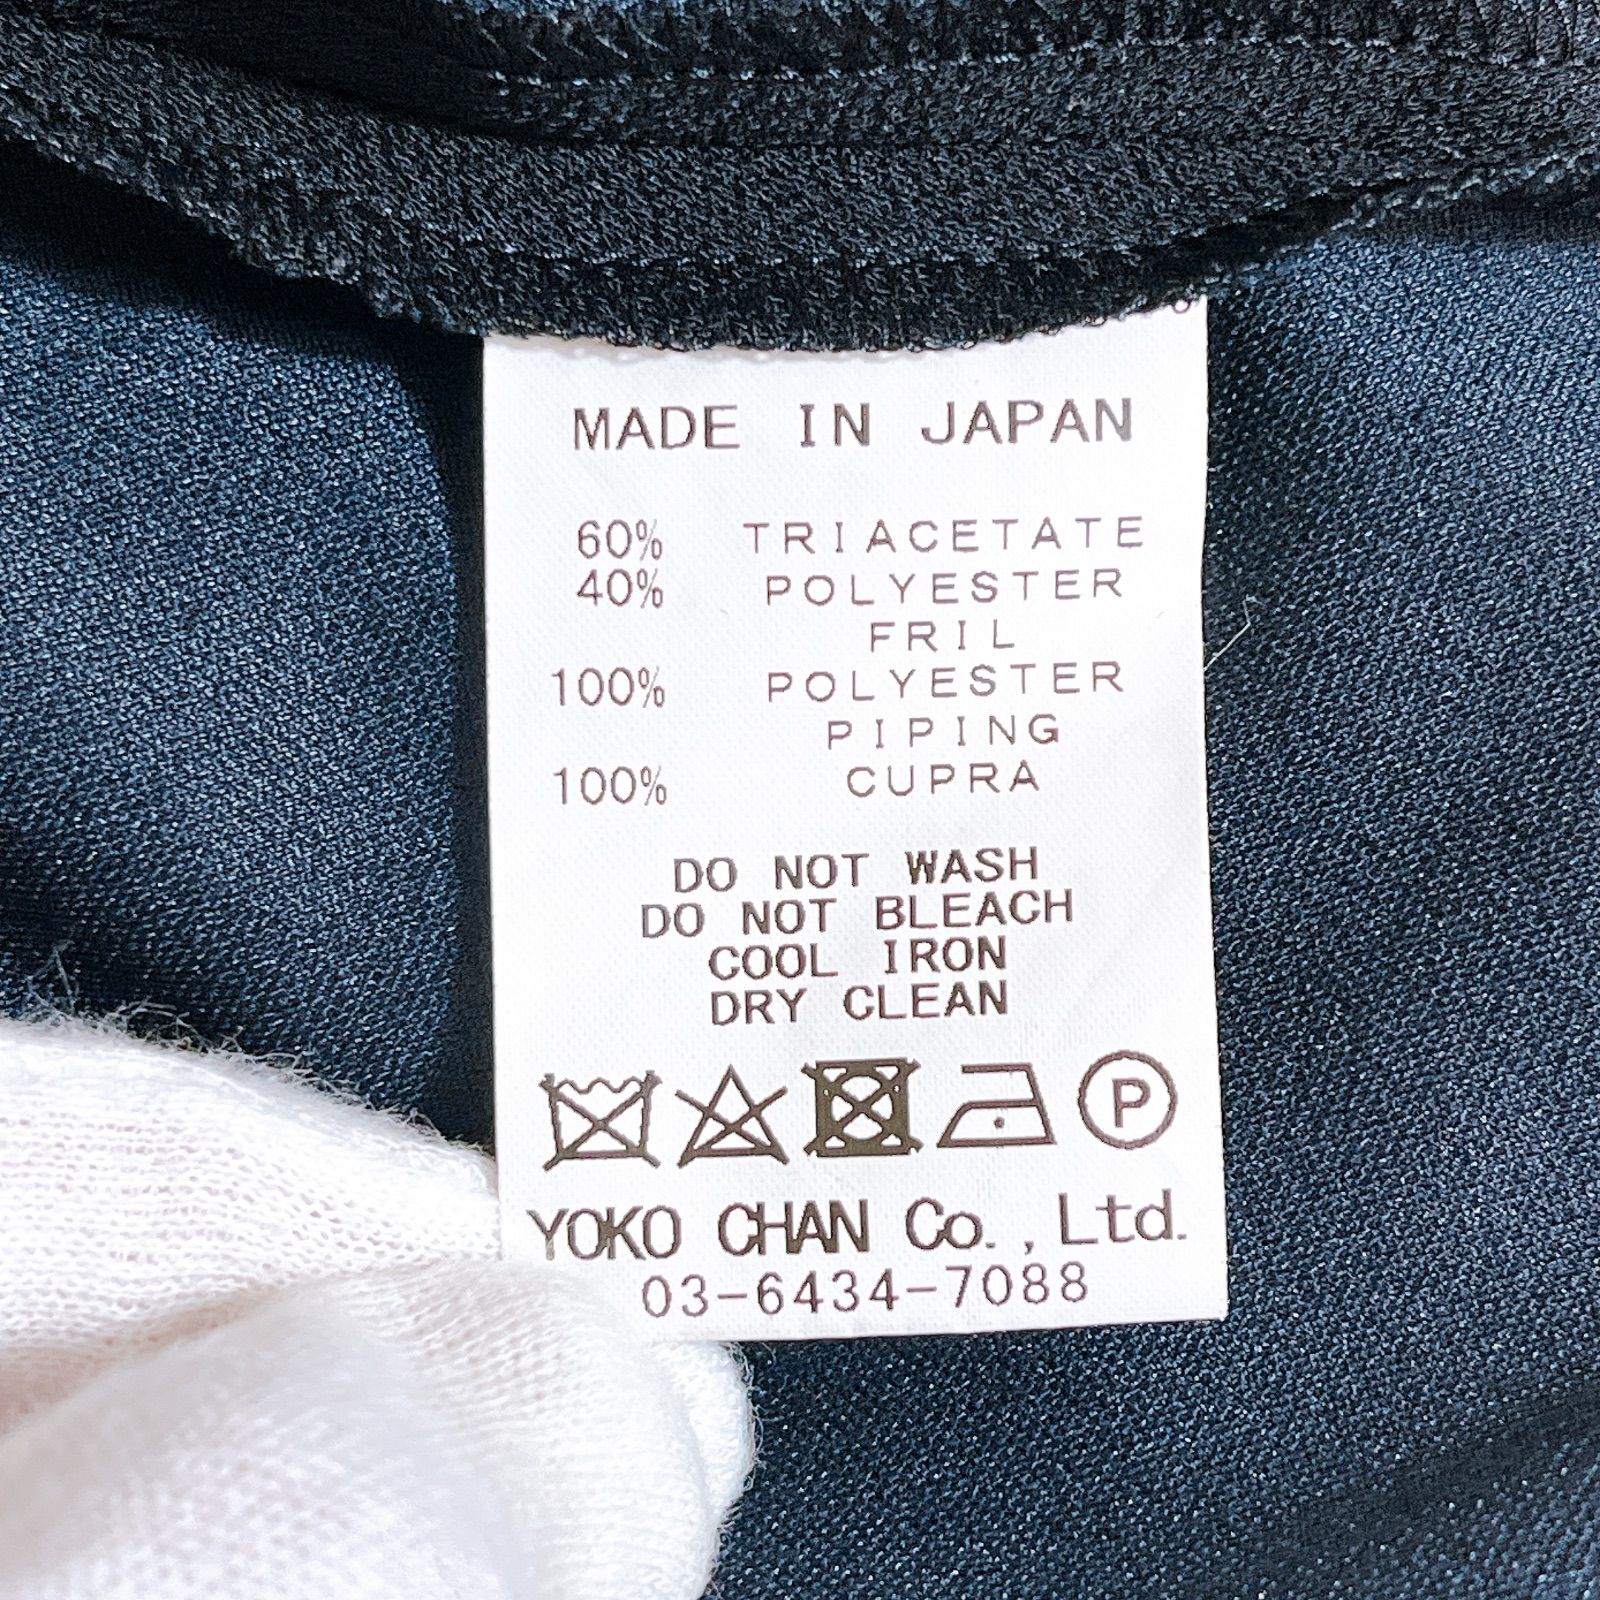 MADE IN JAPAN
60% TRIACETATE
40% POLYESTER
FRIL
100% POLYESTER
PIPING
100% CUPRA
DO NOT WASH
DO NOT BLEACH
COOL IRON
DRY CLEAN
P
YOKO CHAN Co., Ltd.
03-6434-7088